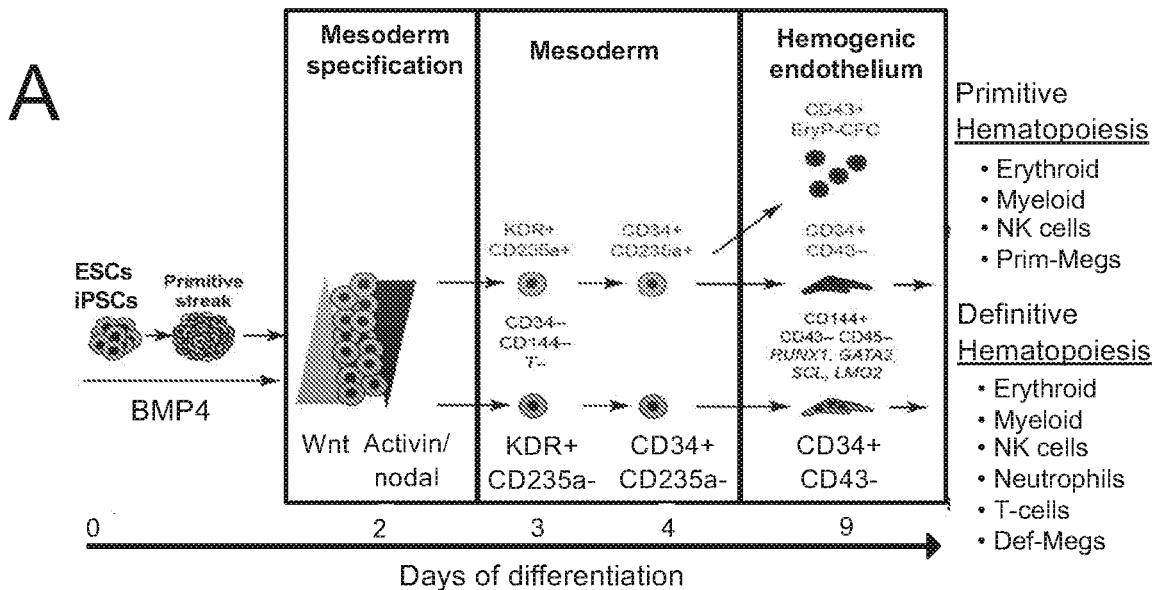 A
Mesoderm
specification
Mesoderm
Hemogenic
endothelium
ESCs
iPSCs
Primitive
streak
BMP4
Wnt Activin/
nodal
KDR+
CD235a+
CD34+
CD235a+
CD34-
CD144-
T-
KDR+
CD235a-
CD34+
CD235a-
CD43+
EryP-CFC
CD34+
CD43-
CD144+
CD43- CD45-
RUNX1, GATA2,
SCL, LMO2
CD34+
CD43-
Primitive
Hematopoiesis
• Erythroid
• Myeloid
• NK cells
• Prim-Megs
Definitive
Hematopoiesis
• Erythroid
• Myeloid
• NK cells
• Neutrophils
• T-cells
• Def-Megs
0 2 3 4 9
Days of differentiation